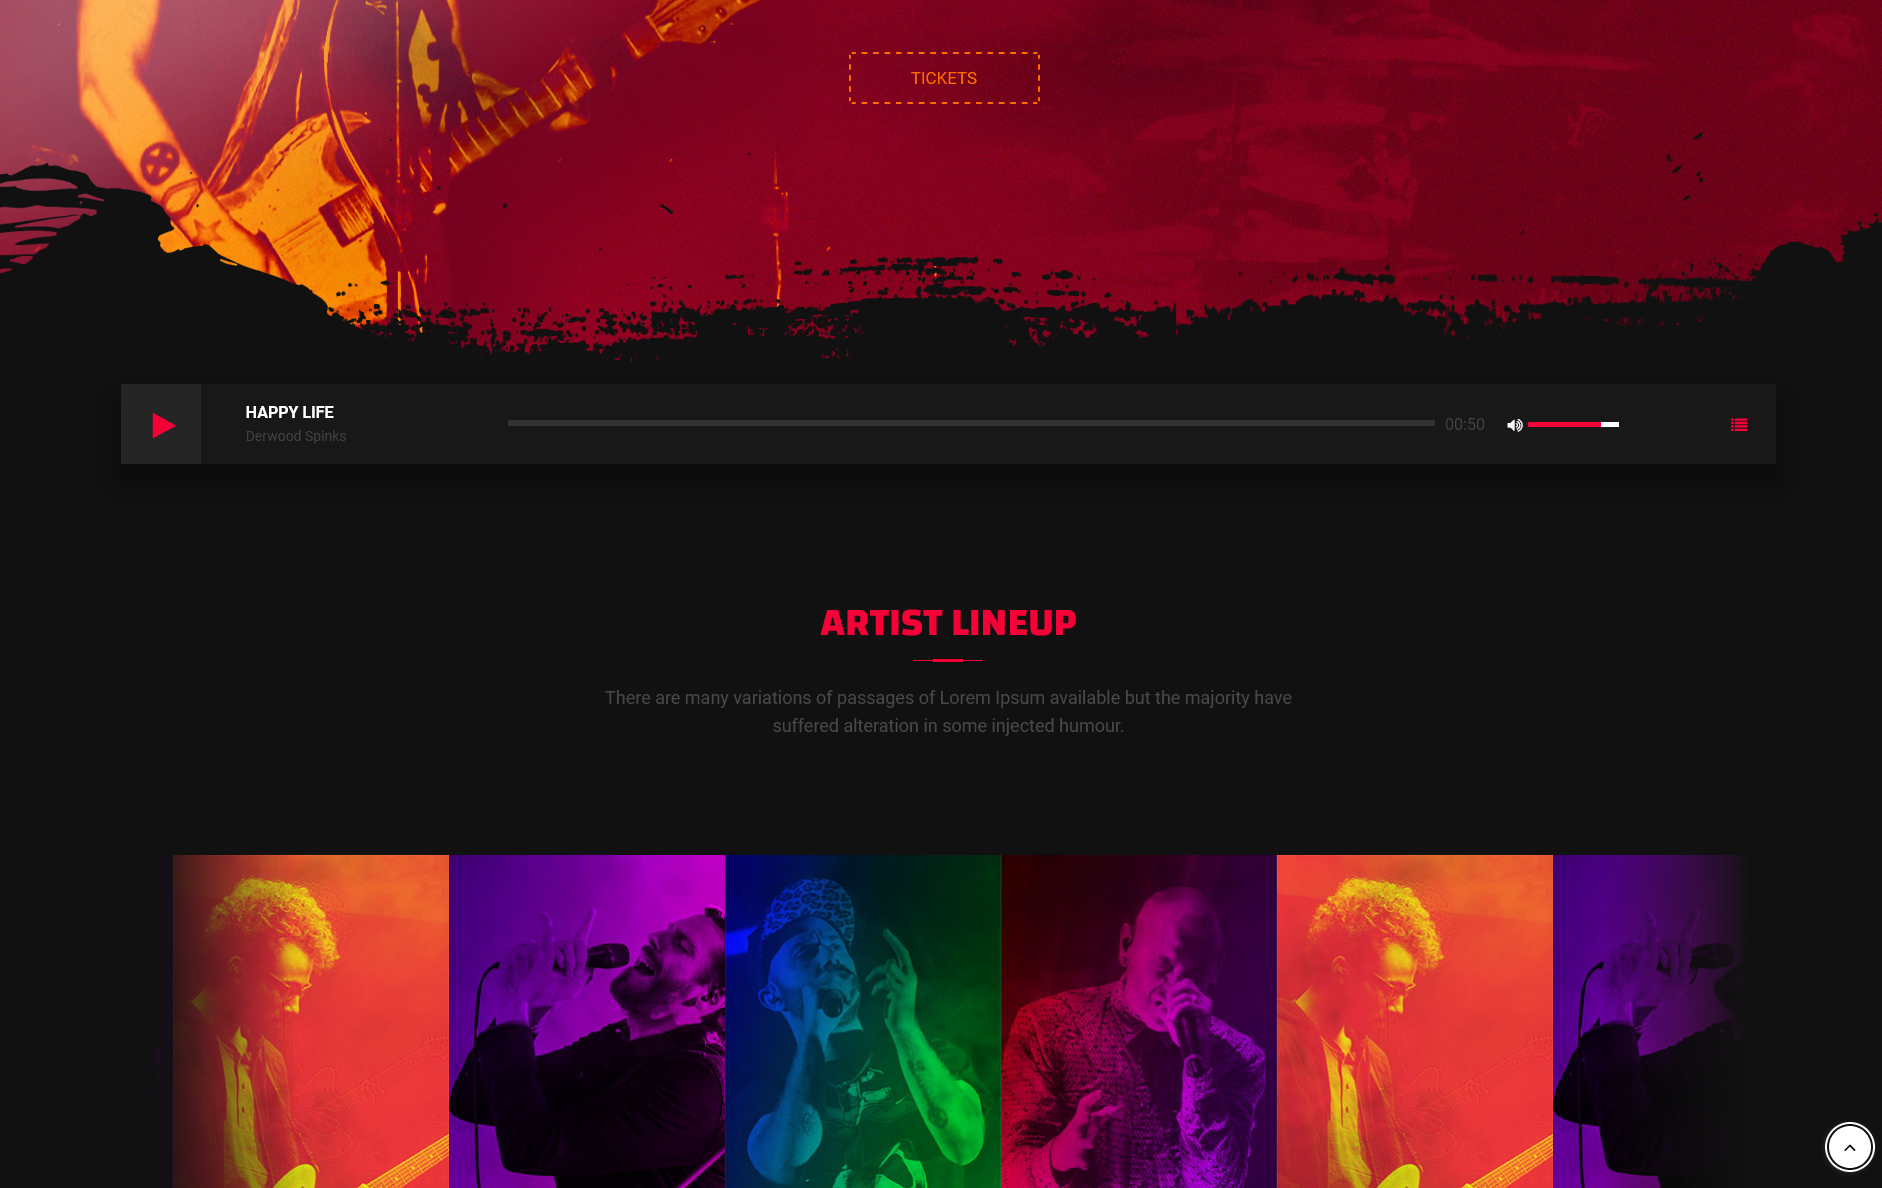 TICKETS
HAPPY LIFE
Derwood Spinks
00:50
ARTIST LINEUP
There are many variations of passages of Lorem Ipsum available but the majority have
suffered alteration in some injected humour.